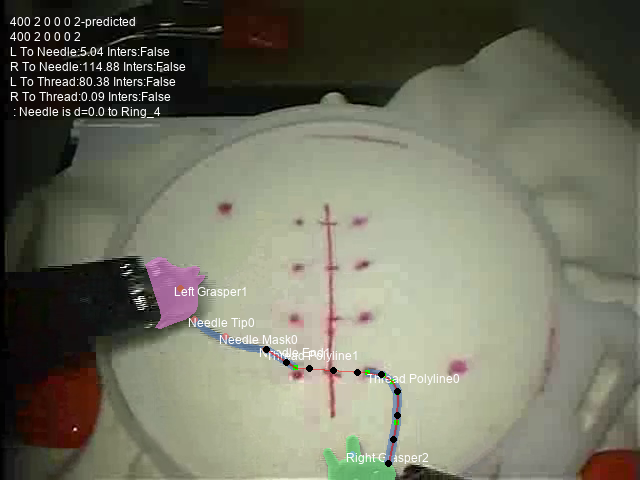 400 2 0 0 0 2-predicted
400 2 0 0 0 2
L To Needle:5.04 Inters:False
R To Needle:114.88 Inters:False
L To Thread:80.38 Inters:False
R To Thread:0.09 Inters:False
: Needle is d=0.0 to Ring_4
Left Grasper1
Needle Tip0
Needle Mask0
Needle End1
Thread Polyline1
Thread Polyline0
Right Grasper2